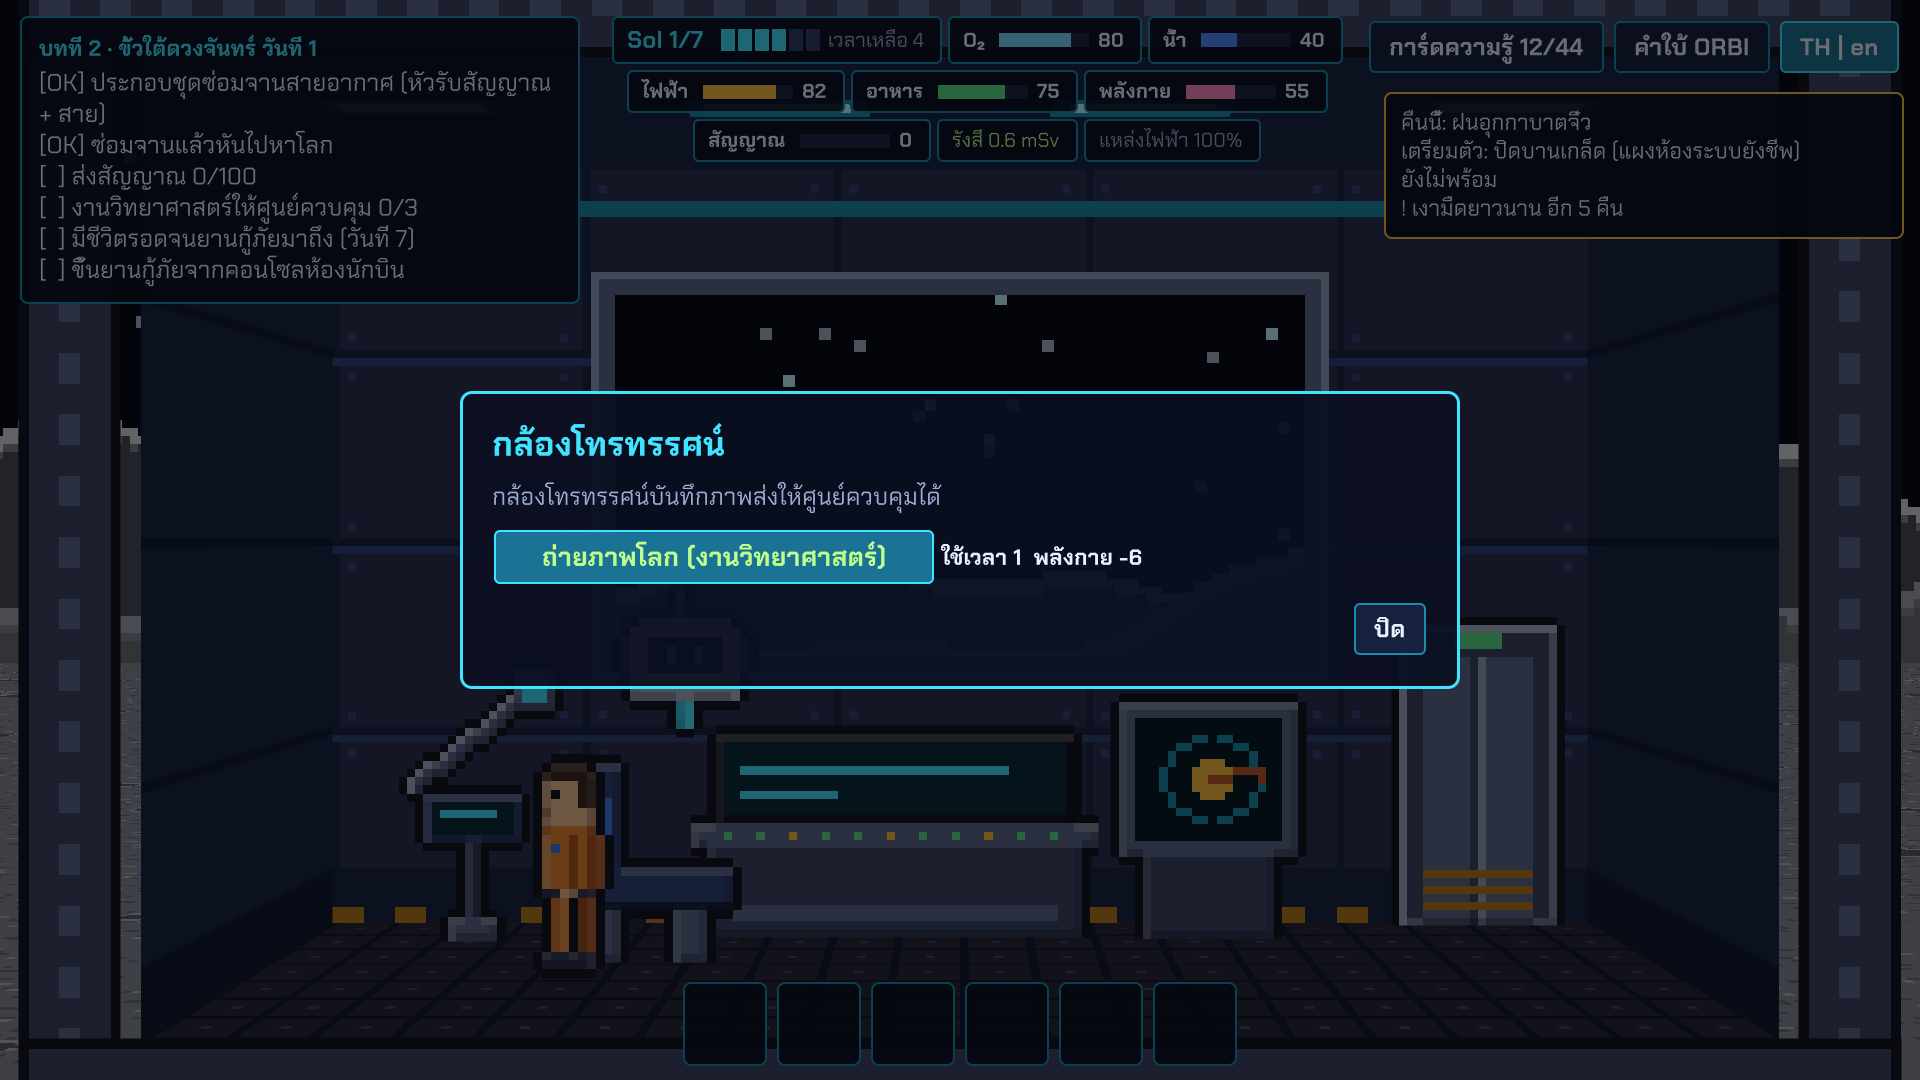 บทที่ 2 · ขั้วใต้ดวงจันทร์ วันที่ 1
[OK] ประกอบชุดซ่อมจานสายอากาศ (หัวรับสัญญาณ
+ สาย)
[OK] ซ่อมจานแล้วหันไปหาโลก
[ ] ส่งสัญญาณ 0/100
[ ] งานวิทยาศาสตร์ให้ศูนย์ควบคุม 0/3
[ ] มีชีวิตรอดจนยานกู้ภัยมาถึง (วันที่ 7)
[ ] ขึ้นยานกู้ภัยจากคอนโซลห้องนักบิน
Sol 1/7 เวลาเหลือ 4
O₂ 80
น้ำ 40
ไฟฟ้า 82
อาหาร 75
พลังกาย 55
สัญญาณ 0
รังสี 0.6 mSv
แหล่งไฟฟ้า 100%
การ์ดความรู้ 12/44
คำใบ้ ORBI
TH | en
คืนนี้: ฝนอุกกาบาตจิ๋ว
เตรียมตัว: ปิดบานเกล็ด (แผงห้องระบบยังชีพ)
ยังไม่พร้อม
! เงามืดยาวนาน อีก 5 คืน
กล้องโทรทรรศน์
กล้องโทรทรรศน์บันทึกภาพส่งให้ศูนย์ควบคุมได้
ถ่ายภาพโลก (งานวิทยาศาสตร์)
ใช้เวลา 1 พลังกาย -6
ปิด